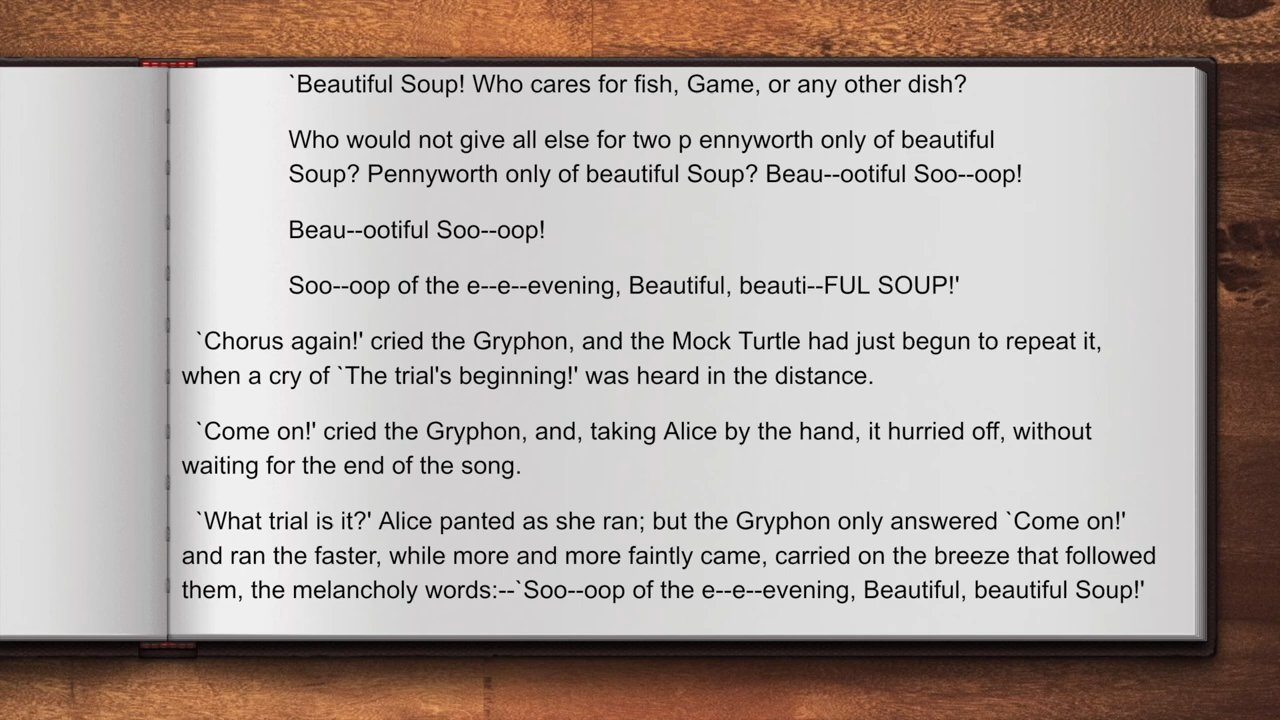 `Beautiful Soup! Who cares for fish, Game, or any other dish?
Who would not give all else for two p ennyworth only of beautiful
Soup? Pennyworth only of beautiful Soup? Beau--ootiful Soo--oop!
Beau--ootiful Soo--oop!
Soo--oop of the e--e--evening, Beautiful, beauti--FUL SOUP!'
`Chorus again!' cried the Gryphon, and the Mock Turtle had just begun to repeat it,
when a cry of `The trial's beginning!' was heard in the distance.
`Come on!' cried the Gryphon, and, taking Alice by the hand, it hurried off, without
waiting for the end of the song.
`What trial is it?' Alice panted as she ran; but the Gryphon only answered `Come on!'
and ran the faster, while more and more faintly came, carried on the breeze that followed
them, the melancholy words:--`Soo--oop of the e--e--evening, Beautiful, beautiful Soup!'